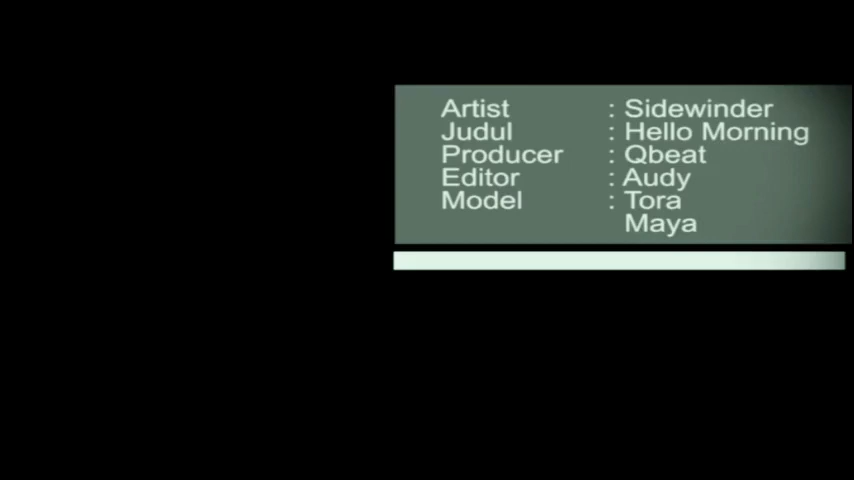 Artist : Sidewinder
Judul : Hello Morning
Producer : Qbeat
Editor : Audy
Model : Tora
Maya